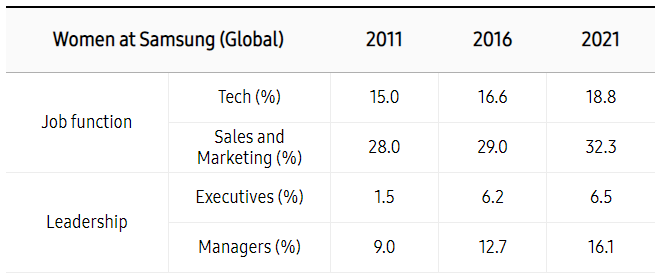 Women at Samsung (Global) 2011 2016 2021
Job function Tech (%) 15.0 16.6 18.8
Sales and
Marketing (%) 28.0 29.0 32.3
Leadership Executives (%) 1.5 6.2 6.5
Managers (%) 9.0 12.7 16.1